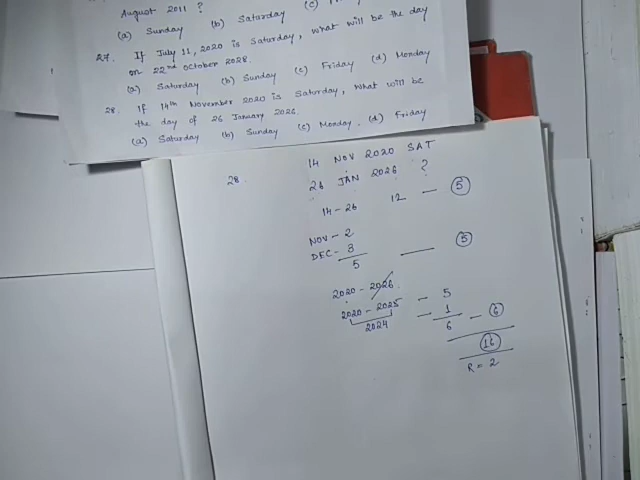 August 2011 ?
(a) Sunday (b) Saturday (c)
27. If July 11, 2020 is Saturday, what will be the day
on 22nd October 2028.
(a) Saturday (b) Sunday (c) Friday (d) Monday
28. If 14th November 2020 is Saturday, what will be
the day of 26 January 2026.
(a) Saturday (b) Sunday (c) Monday. (d) Friday
28. 14 NOV 2020 SAT
26 JAN 2026 ?
14 - 26 12 — 5
NOV - 2
DEC - 3 — 5
5
2020 - 2026.
2020 - 2025 - 5
2024 - 1
6 - 6
16
R = 2